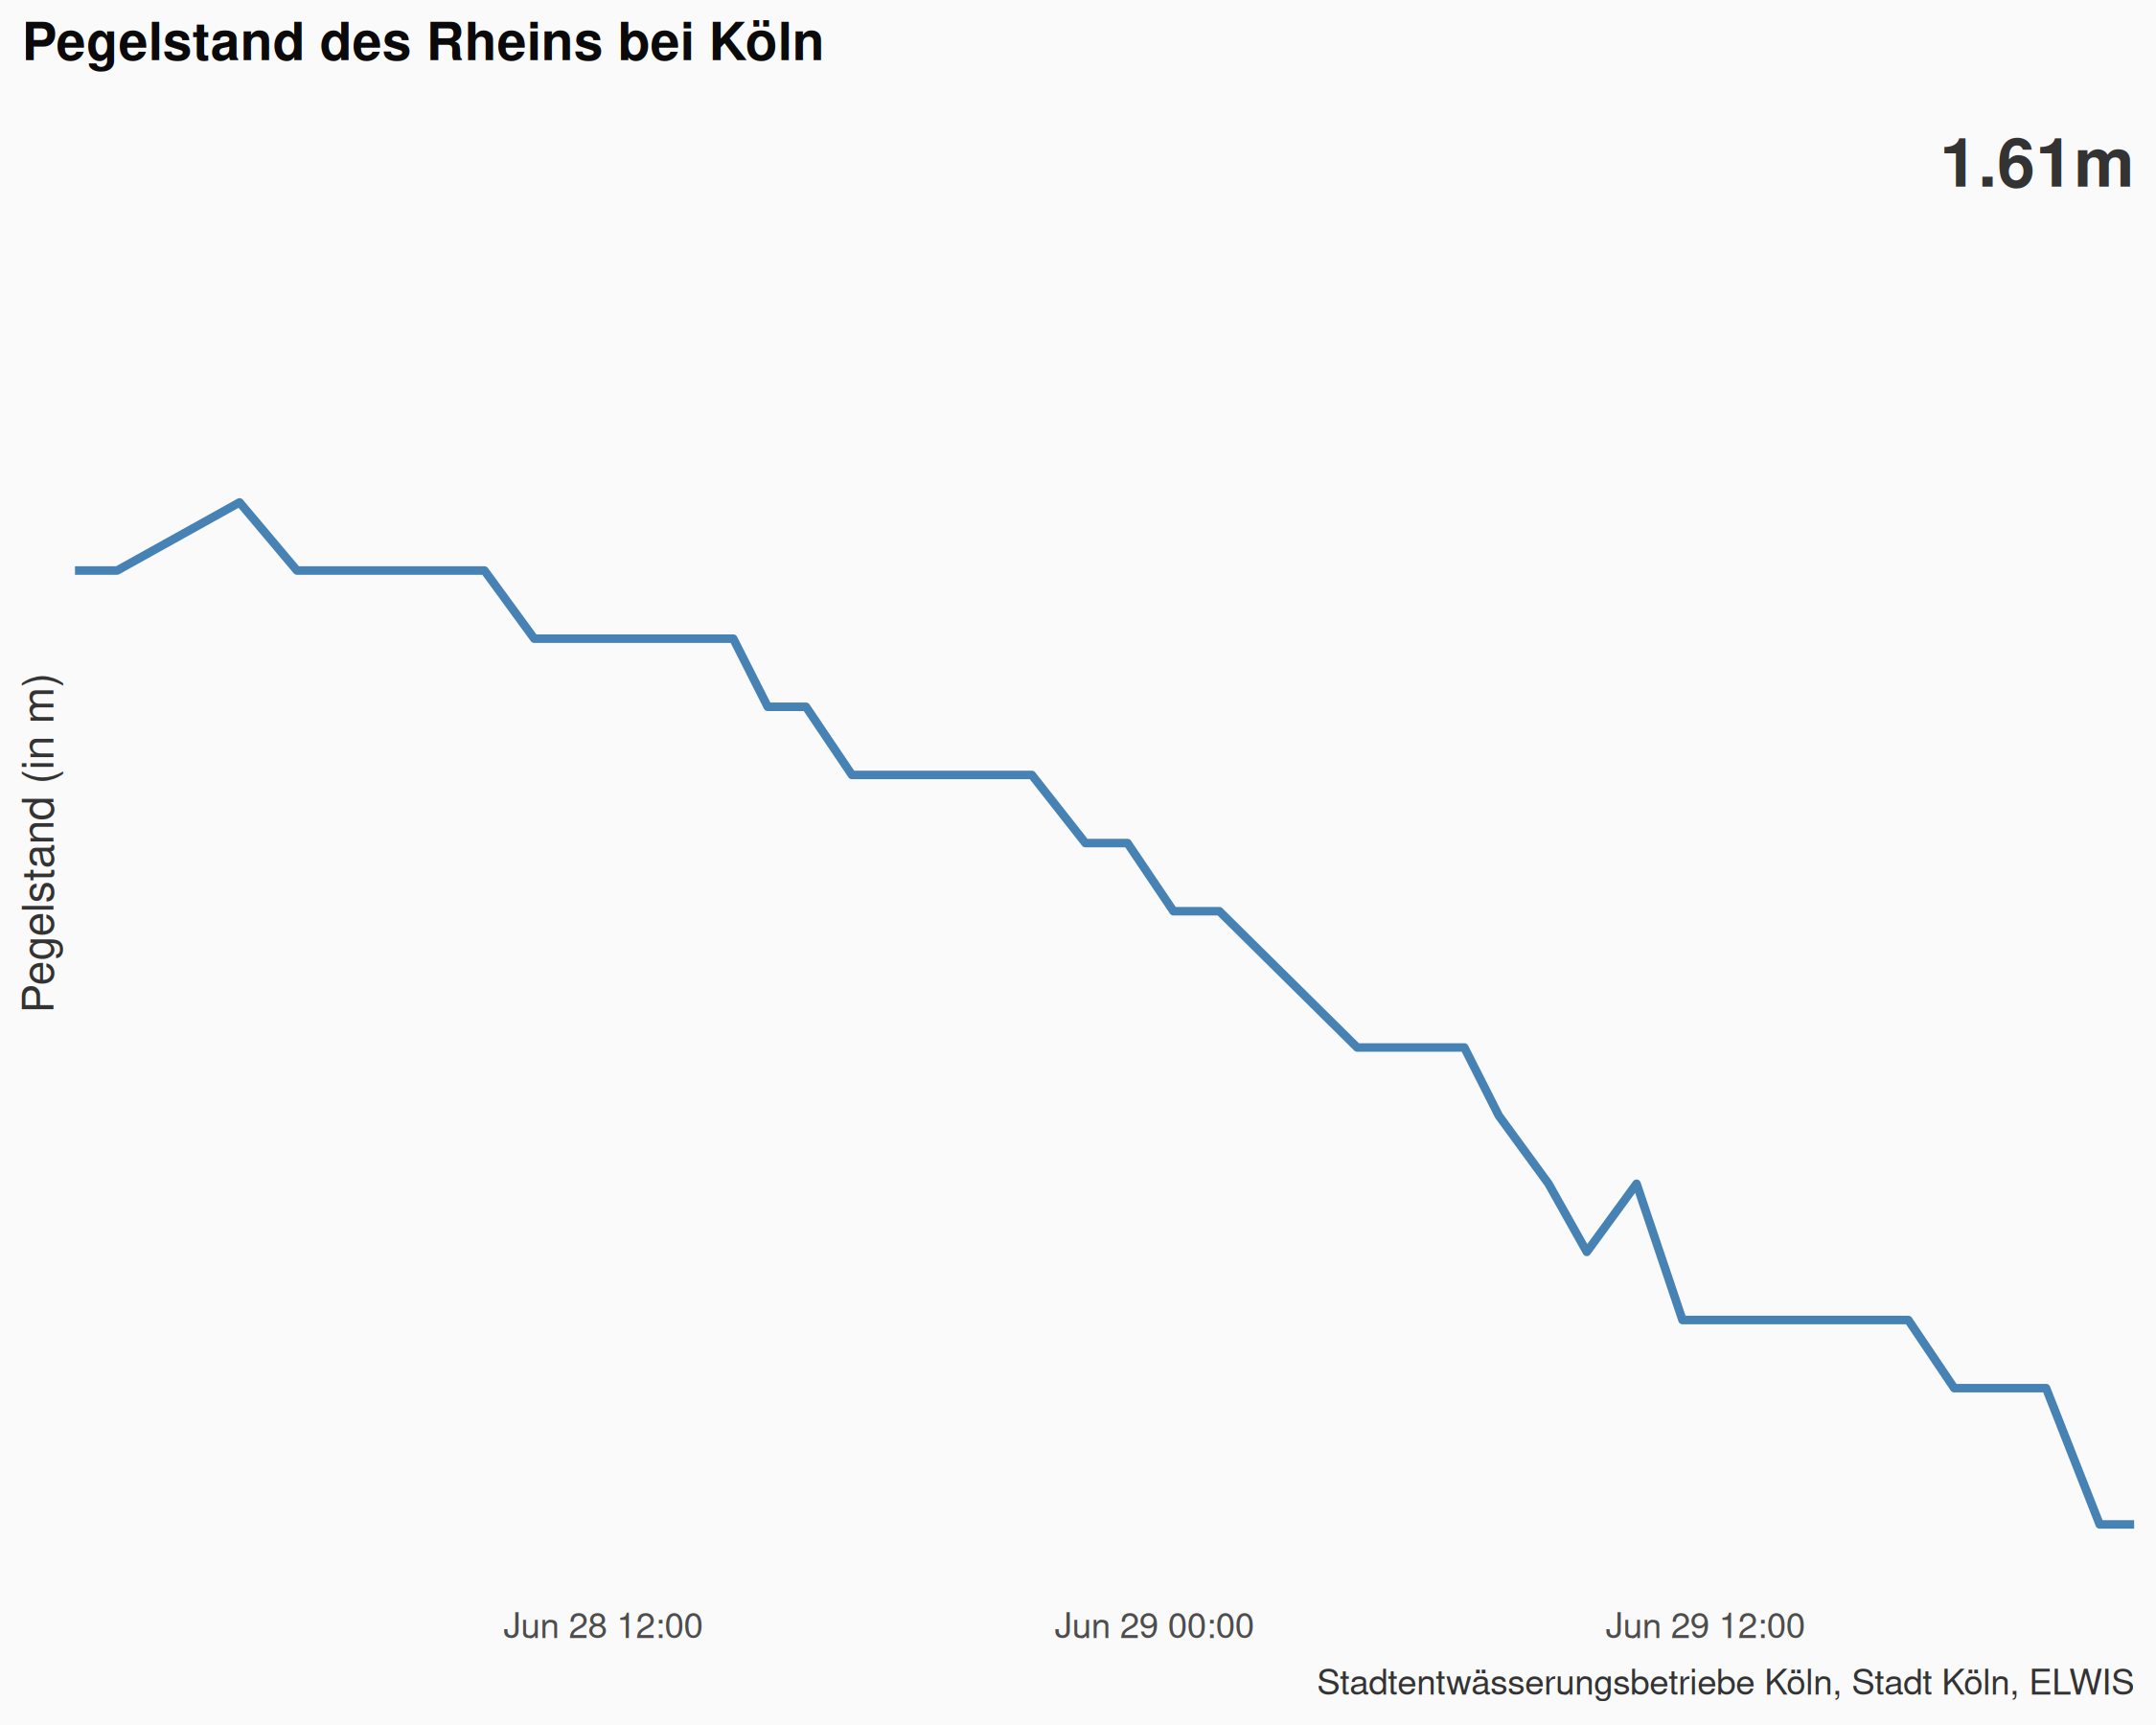 Pegelstand des Rheins bei Köln
1.61m
Pegelstand (in m)
Jun 28 12:00
Jun 29 00:00
Jun 29 12:00
Stadtentwässerungsbetriebe Köln, Stadt Köln, ELWIS